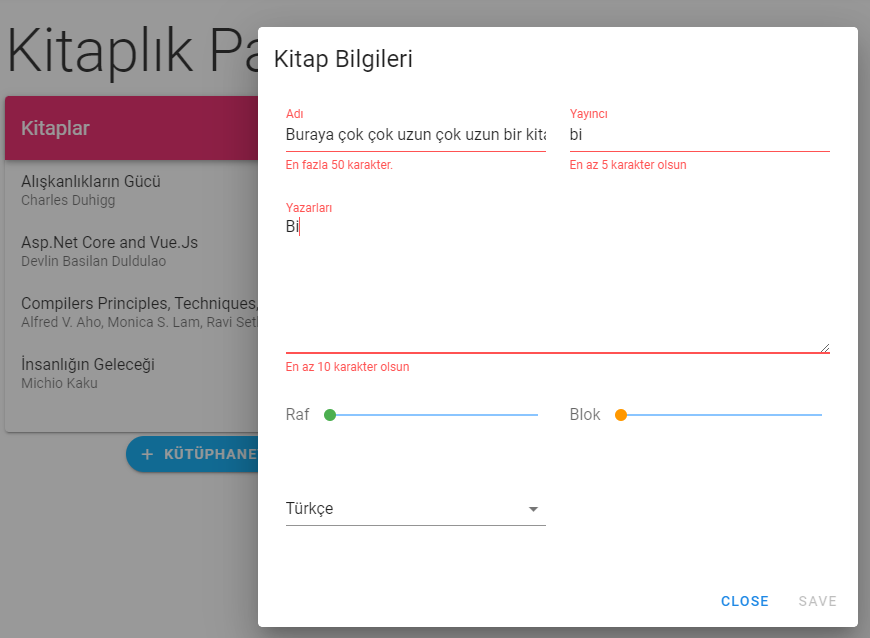 Kitaplık
Kitaplar
Alışkanlıkların Gücü
Charles Duhigg
Asp.Net Core and Vue.Js
Devlin Basilan Duldulao
Compilers Principles, Techniques,
Alfred V. Aho, Monica S. Lam, Ravi
İnsanlığın Geleceği
Michio Kaku
+ KÜTÜPHANE
Kitap Bilgileri
Adı
Buraya çok çok uzun çok uzun bir
En fazla 50 karakter.
Yayıncı
bi
En az 5 karakter olsun
Yazarları
Bi
En az 10 karakter olsun
Raf
Blok
Türkçe
CLOSE
SAVE